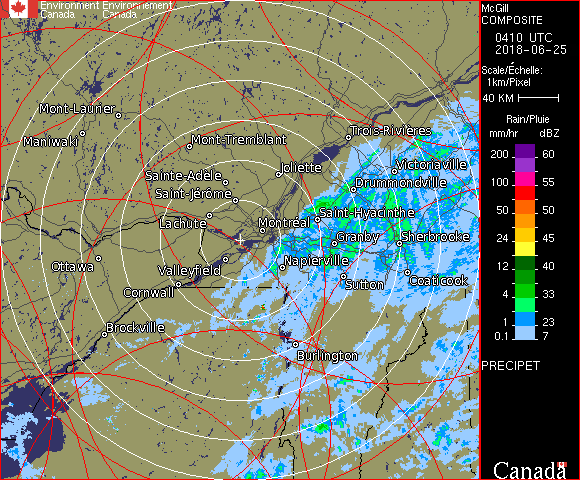 Environment Environnement
Canada Canada
McGill
COMPOSITE
0410 UTC
2018-06-25
Scale/Échelle:
1km/Pixel
40 KM
Rain/Pluie
mm/hr dBZ
200 60
100 55
50 50
24 45
12 40
4 33
1 23
0.1 7
PRECIPET
Canada
Mont-Laurier
Maniwaki
Mont-Tremblant
Trois-Rivières
Sainte-Adèle
Joliette
Victoriaville
Saint-Jérôme
Drummondville
Lachute
Montréal
Saint-Hyacinthe
Granby
Sherbrooke
Ottawa
Valleyfield
Napierville
Cornwall
Sutton
Coaticook
Brockville
Burlington